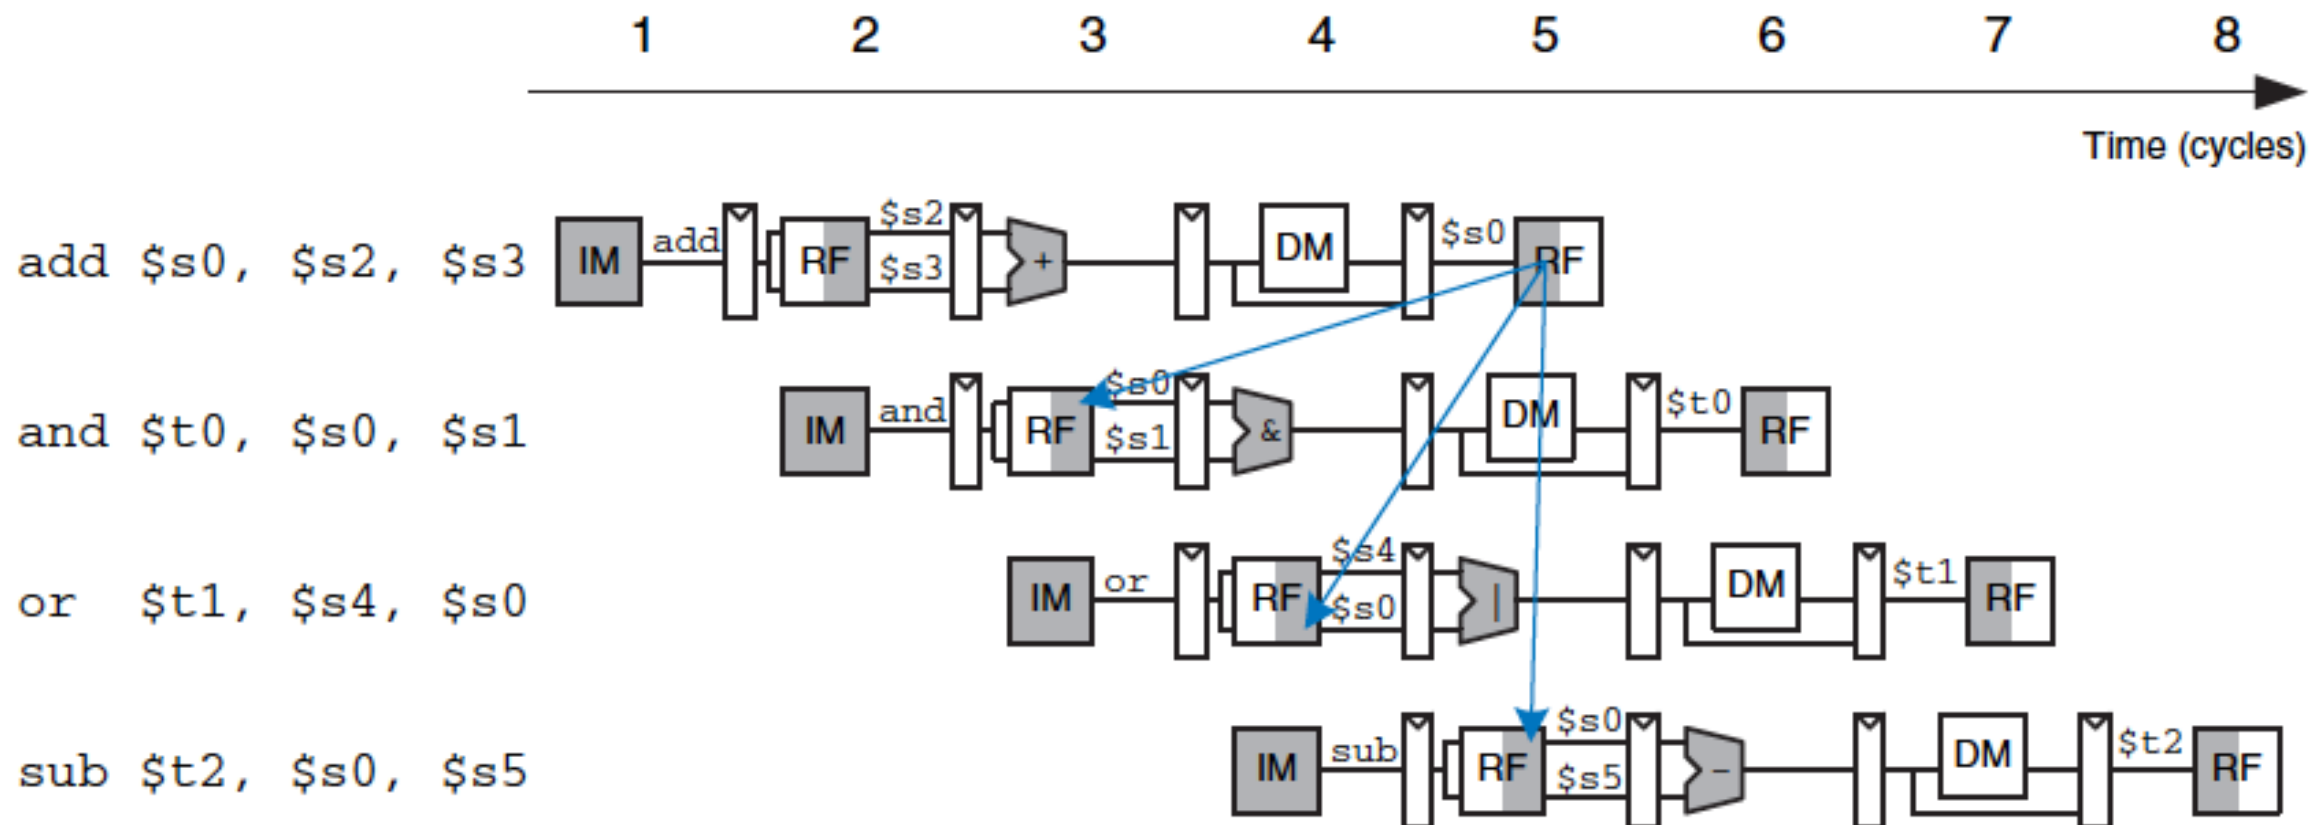 1 2 3 4 5 6 7 8
Time (cycles)
add $s0, $s2, $s3 IM add RF $s2 $s3 + DM $s0 RF
and $t0, $s0, $s1 IM and RF $s0 $s1 & DM $t0 RF
or $t1, $s4, $s0 IM or RF $s4 $s0 | DM $t1 RF
sub $t2, $s0, $s5 IM sub RF $s0 $s5 − DM $t2 RF